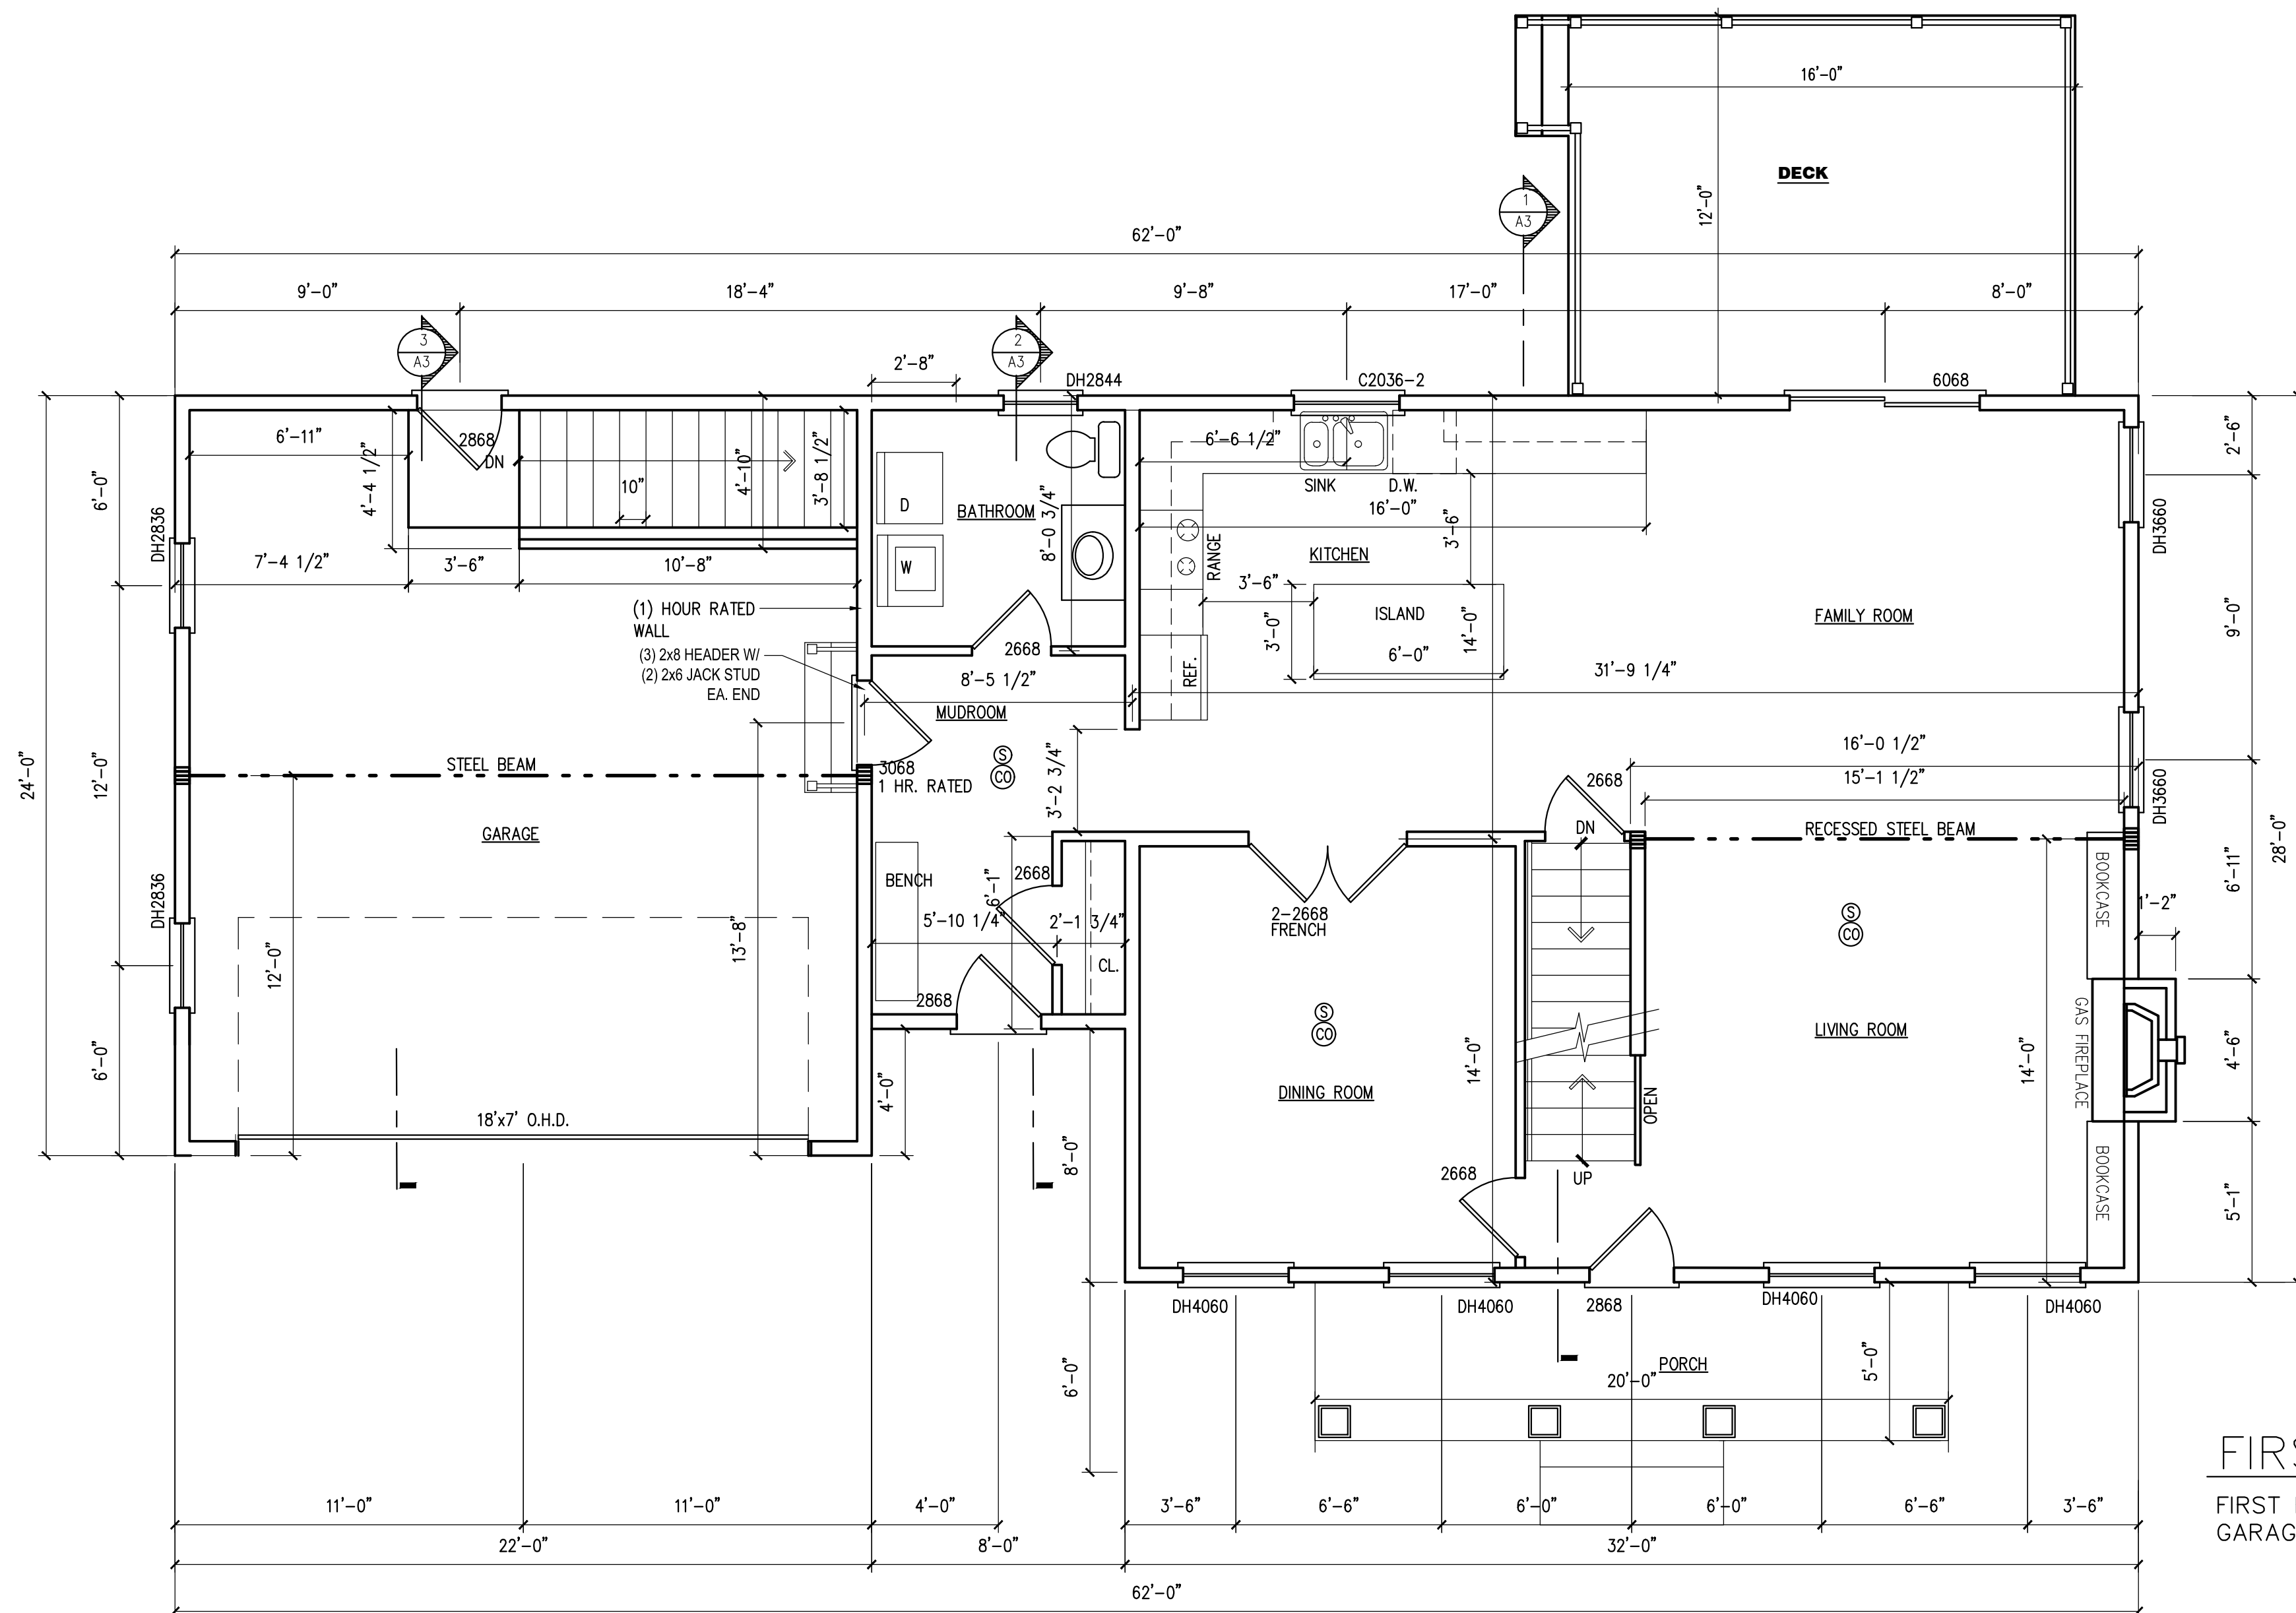 16'-0"
DECK
12'-0"
1
A3
62'-0"
9'-0"
18'-4"
9'-8"
17'-0"
8'-0"
3
A3
2
A3
2'-8"
DH2844
C2036-2
6068
6'-11"
4'-4 1/2"
2868
DN
10"
4'-10"
3'-8 1/2"
D
W
BATHROOM
8'-0 3/4"
6'-6 1/2"
SINK
D.W.
16'-0"
3'-6"
KITCHEN
RANGE
3'-6"
3'-0"
ISLAND
6'-0"
14'-0"
REF.
FAMILY ROOM
31'-9 1/4"
2'-6"
DH3660
9'-0"
6'-0"
DH2836
7'-4 1/2"
3'-6"
10'-8"
(1) HOUR RATED
WALL
(3) 2x8 HEADER W/
(2) 2x6 JACK STUD
EA. END
2668
8'-5 1/2"
MUDROOM
S
CO
3068
1 HR. RATED
3'-2 3/4"
24'-0"
12'-0"
STEEL BEAM
GARAGE
16'-0 1/2"
15'-1 1/2"
2668
DN
RECESSED STEEL BEAM
DH3660
28'-0"
BENCH
6'-1"
2668
5'-10 1/4"
2'-1 3/4"
CL.
2868
2-2668
FRENCH
S
CO
DINING ROOM
14'-0"
S
CO
LIVING ROOM
14'-0"
BOOKCASE
GAS FIREPLACE
BOOKCASE
6'-11"
1'-2"
4'-6"
5'-1"
DH2836
12'-0"
13'-8"
6'-0"
18'x7' O.H.D.
4'-0"
8'-0"
OPEN
2668
UP
DH4060
DH4060
2868
DH4060
DH4060
6'-0"
PORCH
20'-0"
5'-0"
11'-0"
11'-0"
4'-0"
3'-6"
6'-6"
6'-0"
6'-0"
6'-6"
3'-6"
22'-0"
8'-0"
32'-0"
62'-0"
FIRS
FIRST
GARAG